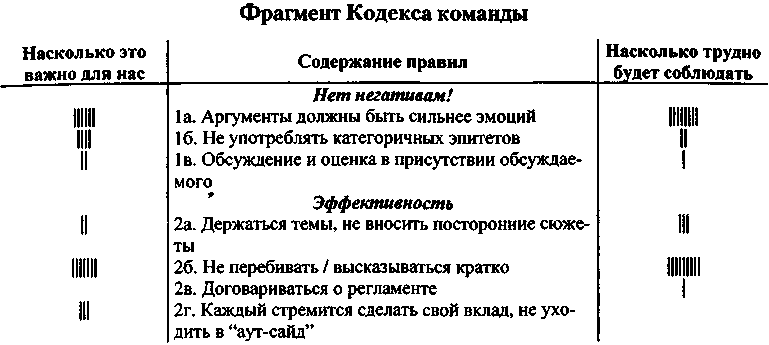 Фрагмент Кодекса команды
Насколько это важно для нас
Содержание правил
Насколько трудно будет соблюдать
Нет негативам!
1а. Аргументы должны быть сильнее эмоций
1б. Не употреблять категоричных эпитетов
1в. Обсуждение и оценка в присутствии обсуждае-
мого
Эффективность
2а. Держаться темы, не вносить посторонние сюже-
ты
2б. Не перебивать / высказываться кратко
2в. Договариваться о регламенте
2г. Каждый стремится сделать свой вклад, не ухо-
дить в “аут-сайд”